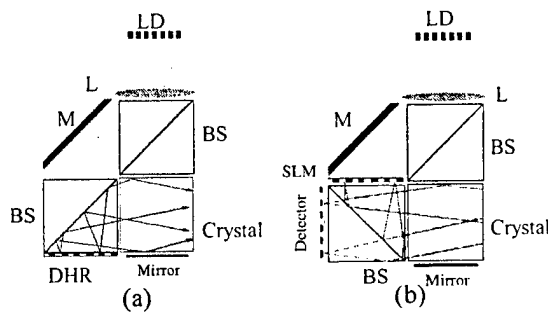 LD
L
M
BS
BS
Crystal
DHR
Mirror
(a)
LD
L
M
BS
SLM
Detector
Crystal
BS
Mirror
(b)